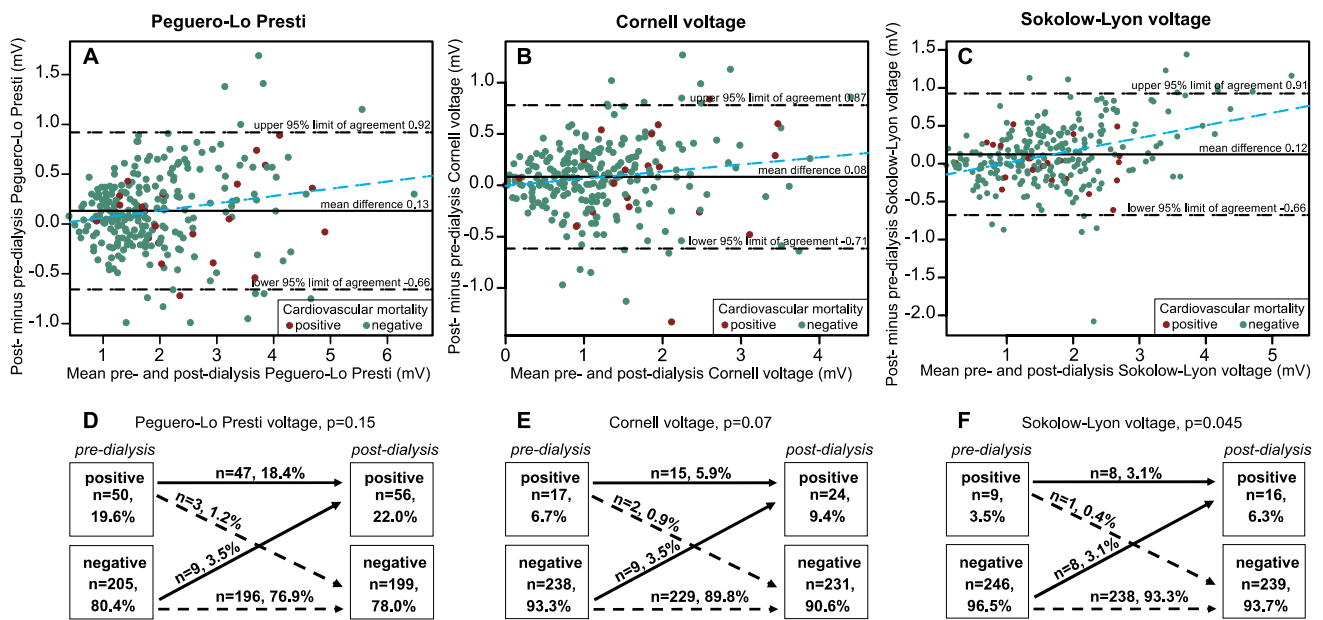 Peguero-Lo Presti
Post- minus pre-dialysis Peguero-Lo Presti (mV)
A
1.5
1.0
0.5
0.0
-0.5
-1.0
upper 95% limit of agreement 0.92
mean difference 0.13
lower 95% limit of agreement -0.66
Cardiovascular mortality
positive negative
1 2 3 4 5 6
Mean pre- and post-dialysis Peguero-Lo Presti (mV)
Cornell voltage
Post- minus pre-dialysis Cornell voltage (mV)
B
1.0
0.5
0.0
-0.5
-1.0
upper 95% limit of agreement 0.87
mean difference 0.08
lower 95% limit of agreement -0.71
Cardiovascular mortality
positive negative
0 1 2 3 4
Mean pre- and post-dialysis Cornell voltage (mV)
Sokolow-Lyon voltage
Post- minus pre-dialysis Sokolow-Lyon voltage (mV)
C
1.5
1.0
0.5
0.0
-0.5
-1.0
-1.5
-2.0
upper 95% limit of agreement 0.91
mean difference 0.12
lower 95% limit of agreement -0.66
Cardiovascular mortality
positive negative
1 2 3 4 5
Mean pre- and post-dialysis Sokolow-Lyon voltage (mV)
D
Peguero-Lo Presti voltage, p=0.15
pre-dialysis
post-dialysis
positive
n=50,
19.6%
n=47, 18.4%
positive
n=56,
22.0%
n=3, 1.2%
n=9, 3.5%
negative
n=205,
80.4%
n=196, 76.9%
negative
n=199,
78.0%
E
Cornell voltage, p=0.07
pre-dialysis
post-dialysis
positive
n=17,
6.7%
n=15, 5.9%
positive
n=24,
9.4%
n=2, 0.9%
n=9, 3.5%
negative
n=238,
93.3%
n=229, 89.8%
negative
n=231,
90.6%
F
Sokolow-Lyon voltage, p=0.045
pre-dialysis
post-dialysis
positive
n=9,
3.5%
n=8, 3.1%
positive
n=16,
6.3%
n=1, 0.4%
n=8, 3.1%
negative
n=246,
96.5%
n=238, 93.3%
negative
n=239,
93.7%